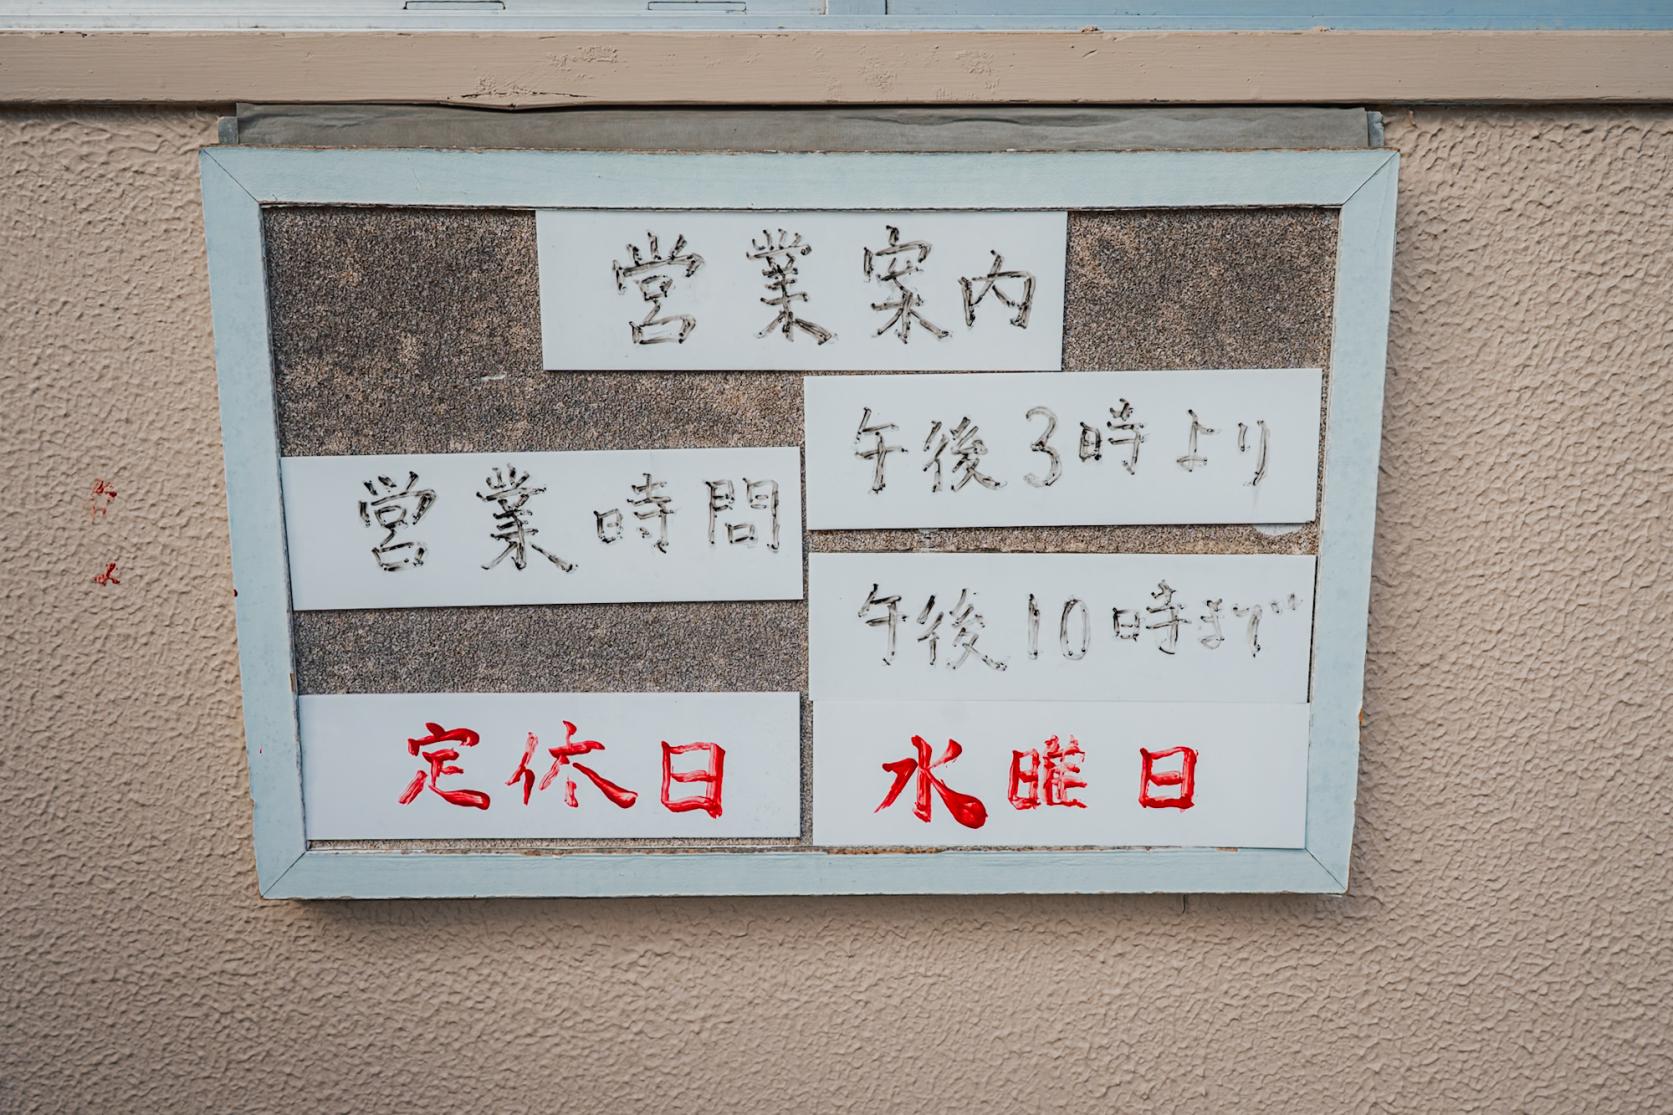 営業案内
営業時間
午後3時より
午後10時まで
定休日
水曜日